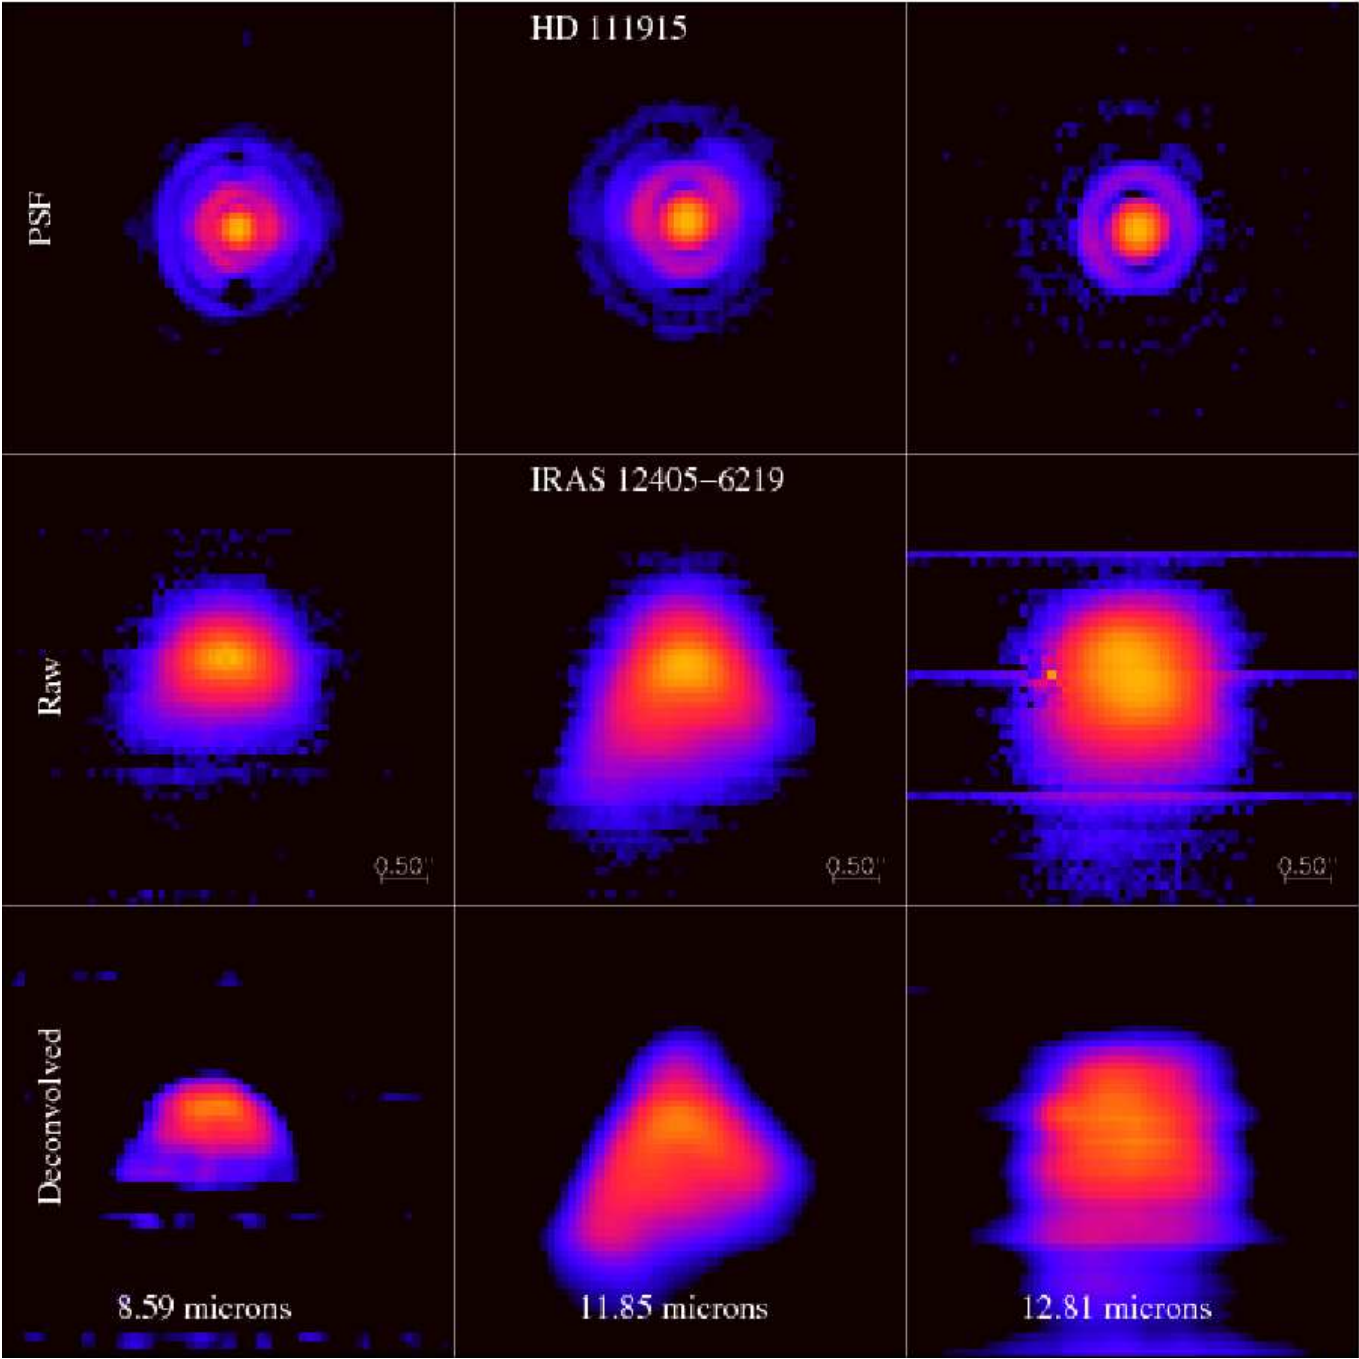 HD 111915
PSF
IRAS 12405−6219
Raw
0.50"
0.50"
0.50"
Deconvolved
8.59 microns
11.85 microns
12.81 microns